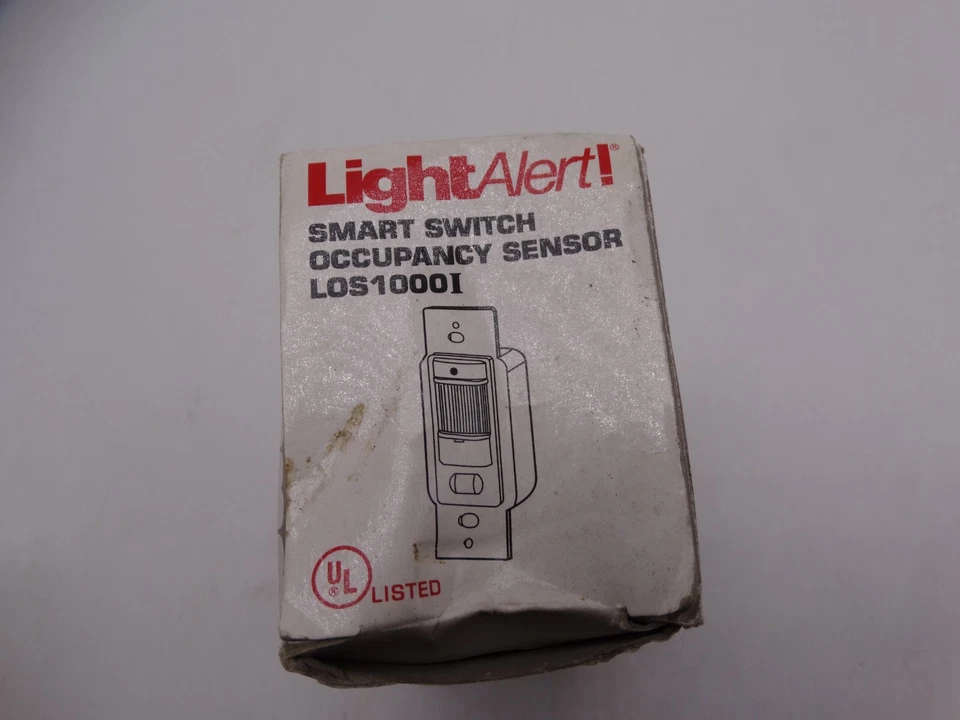 LightAlert!®
SMART SWITCH
OCCUPANCY SENSOR
LOS1000I
UL® LISTED